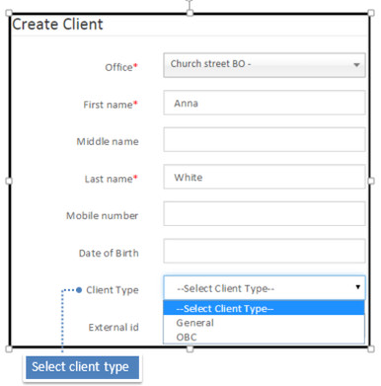 Create Client
Office* Church street BO -
First name* Anna
Middle name
Last name* White
Mobile number
Date of Birth
Client Type --Select Client Type--
--Select Client Type--
General
External id
OBC
Select client type